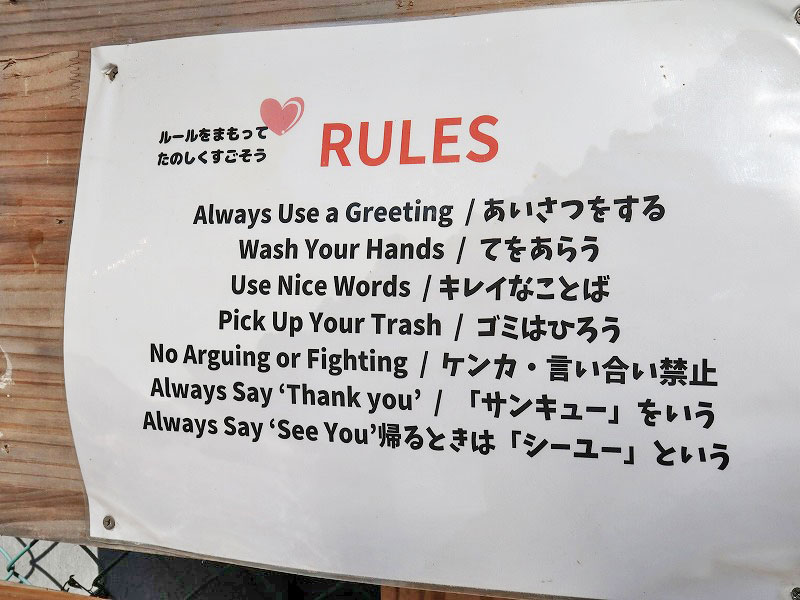 ルールをまもって
たのしくすごそう
RULES
Always Use a Greeting / あいさつをする
Wash Your Hands / てをあらう
Use Nice Words / キレイなことば
Pick Up Your Trash / ゴミはひろう
No Arguing or Fighting / ケンカ・言い合い禁止
Always Say ‘Thank you’ / 「サンキュー」をいう
Always Say ‘See You’帰るときは「シーユー」という